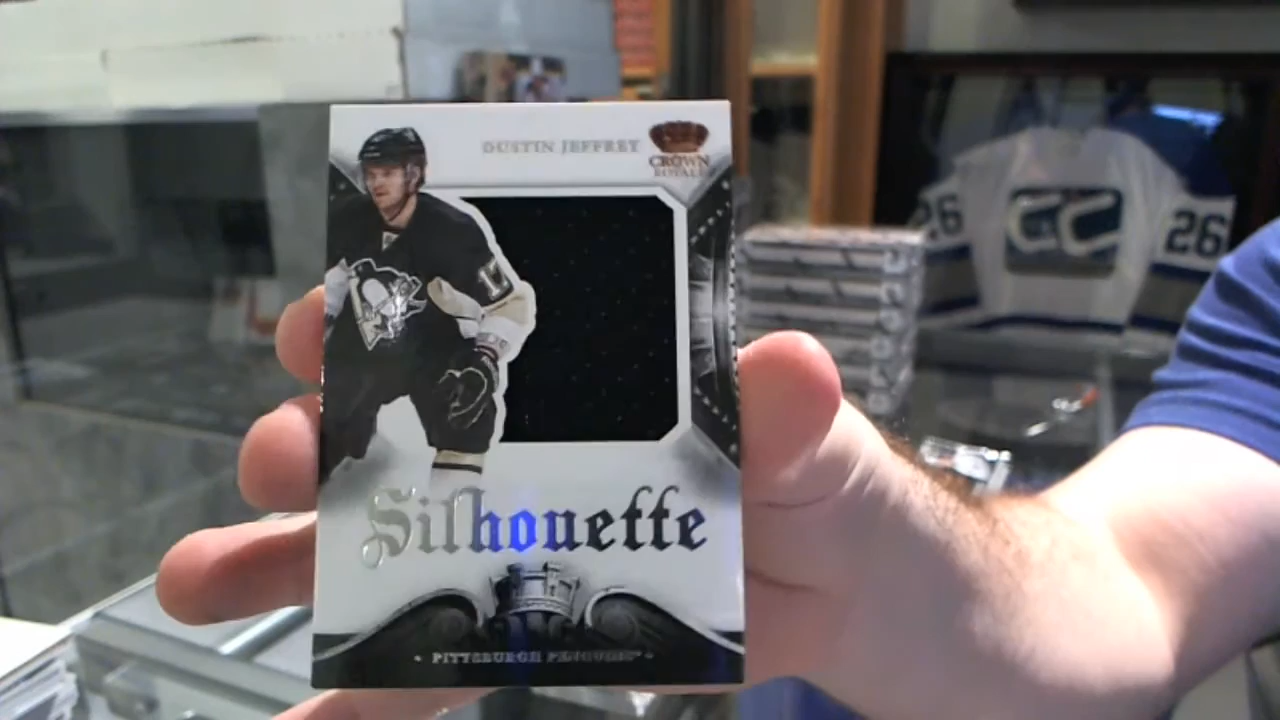 DUSTIN JEFFREY
CROWN
ROYALE
17
26
26
Silhouette
PITTSBURGH PENGUINS